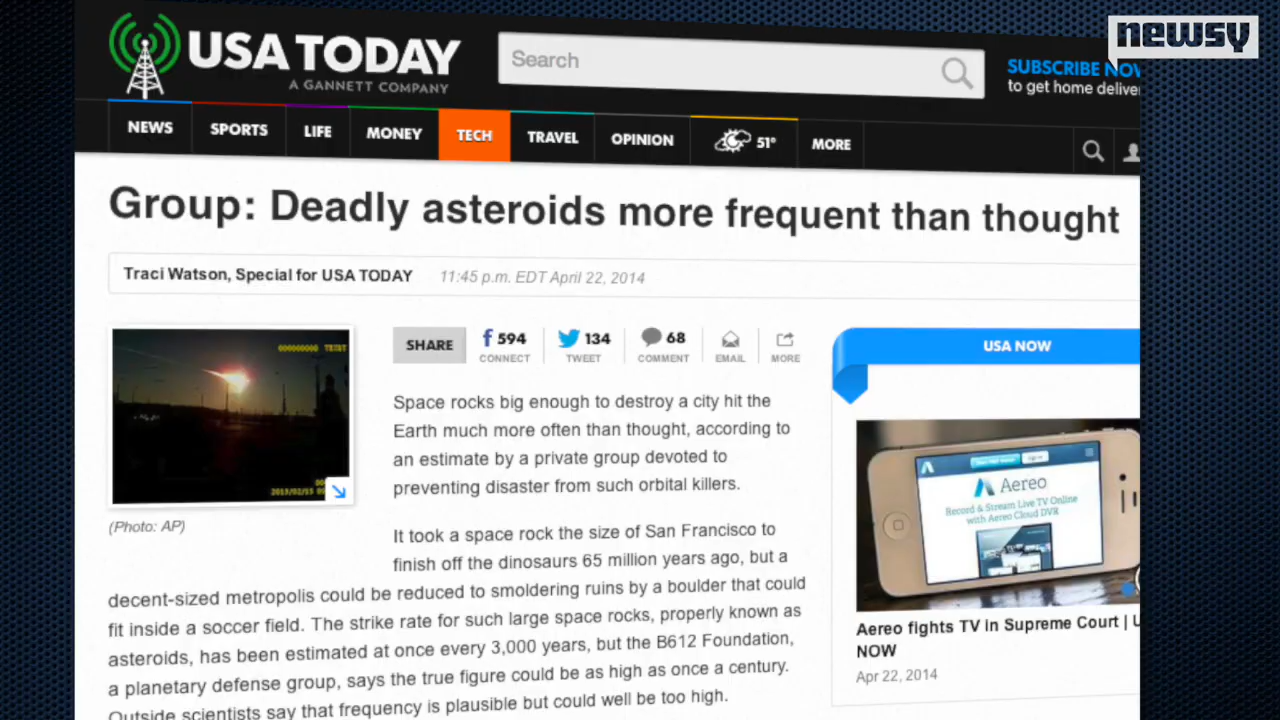 newsy
USA TODAY
A GANNETT COMPANY
Search
SUBSCRIBE NOW
to get home deliver
NEWS SPORTS LIFE MONEY TECH TRAVEL OPINION 51° MORE
Group: Deadly asteroids more frequent than thought
Traci Watson, Special for USA TODAY 11:45 p.m. EDT April 22, 2014
SHARE
594
CONNECT
134
TWEET
68
COMMENT
EMAIL
MORE
(Photo: AP)
Space rocks big enough to destroy a city hit the
Earth much more often than thought, according to
an estimate by a private group devoted to
preventing disaster from such orbital killers.
It took a space rock the size of San Francisco to
finish off the dinosaurs 65 million years ago, but a
decent-sized metropolis could be reduced to smoldering ruins by a boulder that could
fit inside a soccer field. The strike rate for such large space rocks, properly known as
asteroids, has been estimated at once every 3,000 years, but the B612 Foundation,
a planetary defense group, says the true figure could be as high as once a century.
Outside scientists say that frequency is plausible but could well be too high.
USA NOW
Aereo
Record & Stream Live TV Online
with Aereo Cloud DVR
Aereo fights TV in Supreme Court | U
NOW
Apr 22, 2014